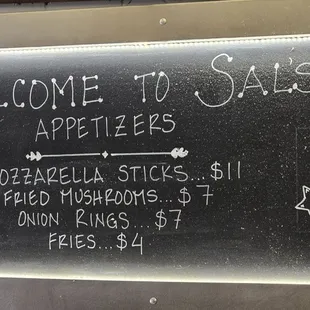 LCOME TO SAL'S
APPETIZERS
OZZARELLA STICKS...$11
FRIED MUSHROOMS...$7
ONION RINGS...$7
FRIES...$4